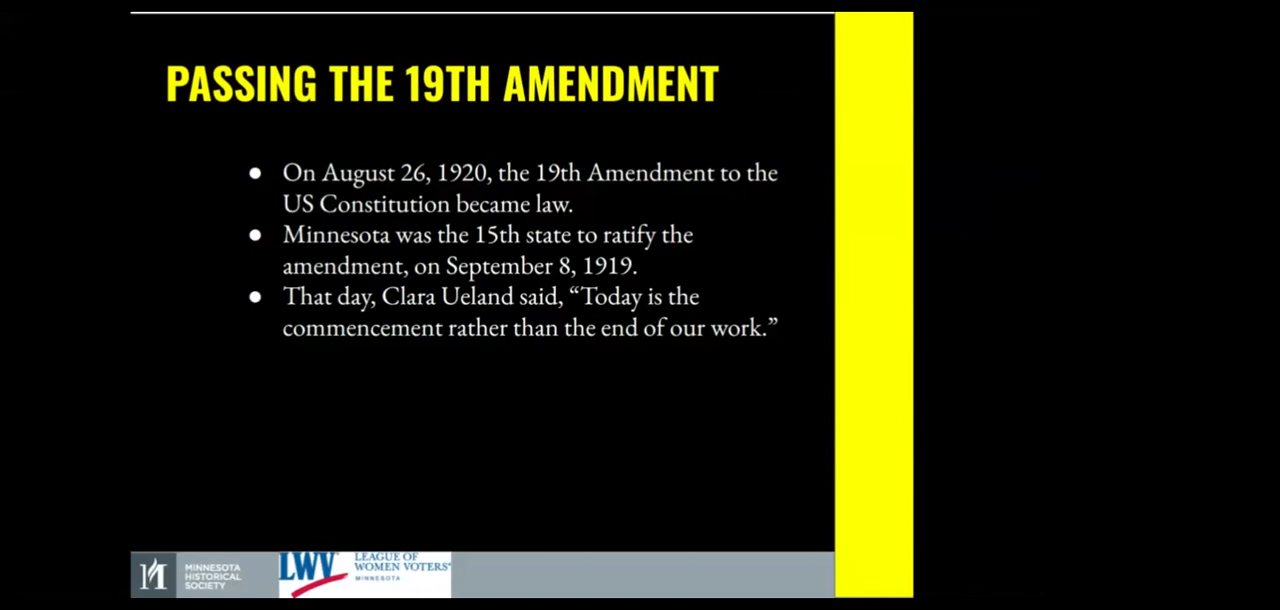 PASSING THE 19TH AMENDMENT
● On August 26, 1920, the 19th Amendment to the
US Constitution became law.
● Minnesota was the 15th state to ratify the
amendment, on September 8, 1919.
● That day, Clara Ueland said, “Today is the
commencement rather than the end of our work.”
MINNESOTA
HISTORICAL
SOCIETY
LWV
LEAGUE OF
WOMEN VOTERS®
MINNESOTA